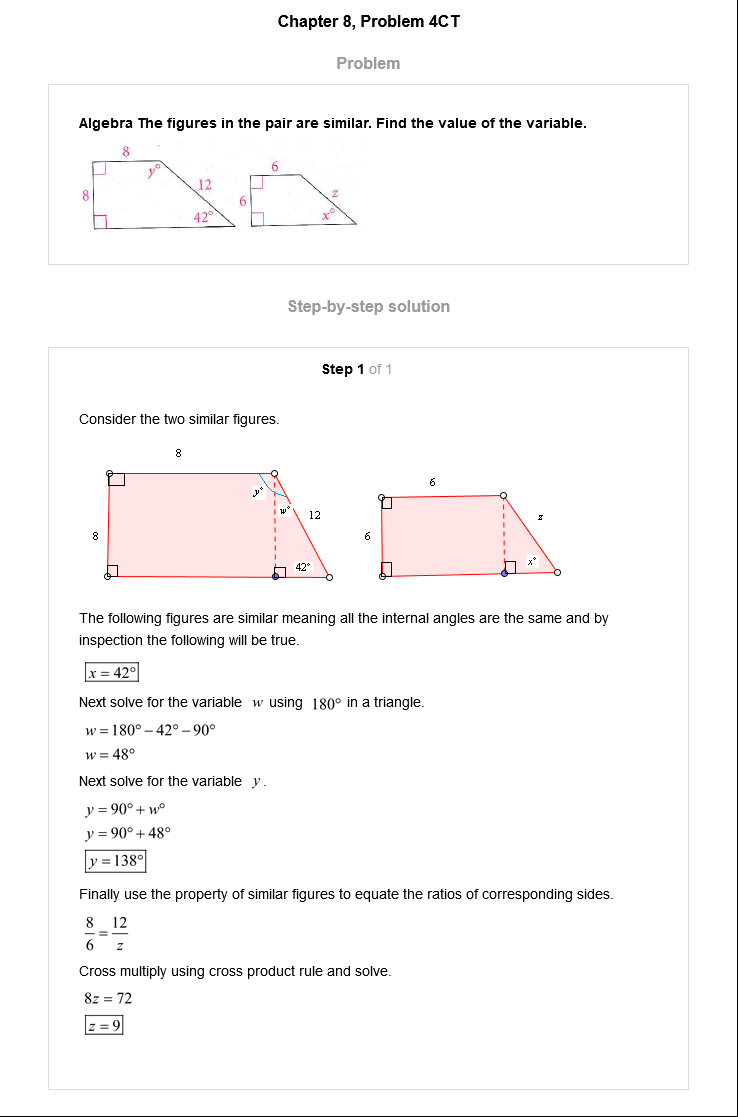 Chapter 8, Problem 4CT
Problem
Algebra The figures in the pair are similar. Find the value of the variable.
8
y°
12
8
42°
6
z
6
x°
Step-by-step solution
Step 1 of 1
Consider the two similar figures.
8
y°
w°
12
8
42°
6
z
6
x°
The following figures are similar meaning all the internal angles are the same and by
inspection the following will be true.
x = 42°
Next solve for the variable w using 180° in a triangle.
w = 180° – 42° – 90°
w = 48°
Next solve for the variable y.
y = 90° + w°
y = 90° + 48°
y = 138°
Finally use the property of similar figures to equate the ratios of corresponding sides.
8/6 = 12/z
Cross multiply using cross product rule and solve.
8z = 72
z = 9